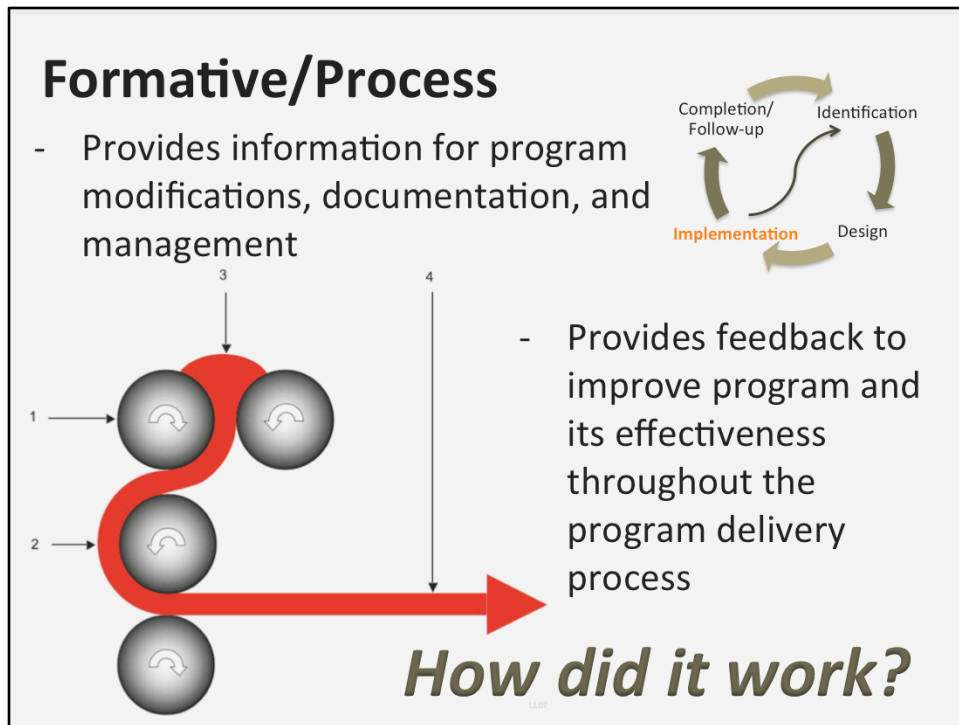 Formative/Process
- Provides information for program
modifications, documentation, and
management
Completion/
Follow-up
Identification
Implementation
Design
3
4
1
2
- Provides feedback to
improve program and
its effectiveness
throughout the
program delivery
process
How did it work?
LL07